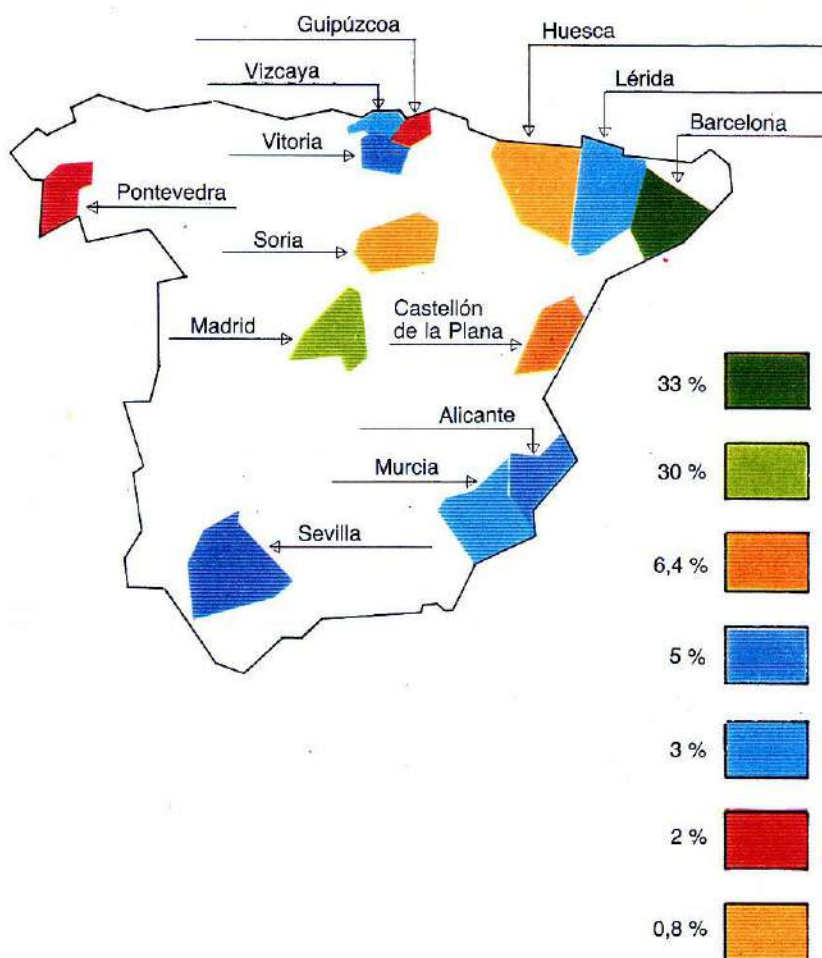 Guipúzcoa
Huesca
Vizcaya
Lérida
Barcelona
Vitoria
Pontevedra
Soria
Madrid
Castellón
de la Plana
Alicante
Murcia
Sevilla
33 %
30 %
6,4 %
5 %
3 %
2 %
0,8 %